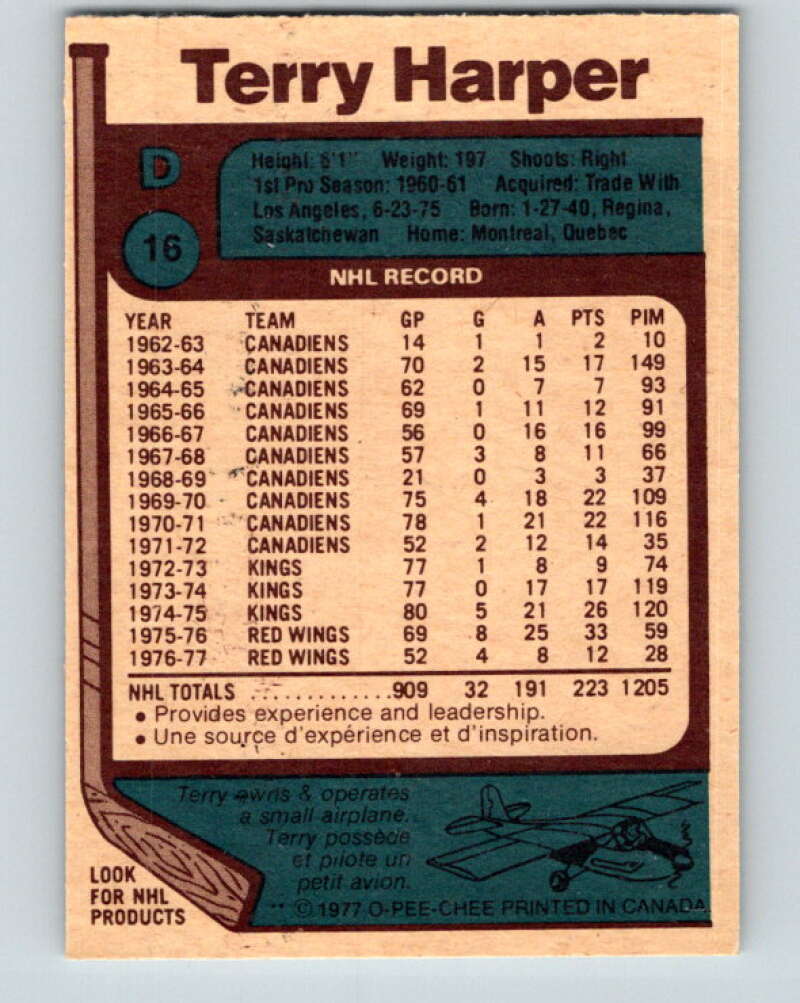 Terry Harper
D
16
Height: 6'1" Weight: 197 Shoots: Right
1st Pro Season: 1960-61 Acquired: Trade With
Los Angeles, 6-23-75 Born: 1-27-40, Regina,
Saskatchewan Home: Montreal, Quebec
NHL RECORD
YEAR TEAM GP G A PTS PIM
1962-63 CANADIENS 14 1 1 2 10
1963-64 CANADIENS 70 2 15 17 149
1964-65 CANADIENS 62 0 7 7 93
1965-66 CANADIENS 69 1 11 12 91
1966-67 CANADIENS 56 0 16 16 99
1967-68 CANADIENS 57 3 8 11 66
1968-69 CANADIENS 21 0 3 3 37
1969-70 CANADIENS 75 4 18 22 109
1970-71 CANADIENS 78 1 21 22 116
1971-72 CANADIENS 52 2 12 14 35
1972-73 KINGS 77 1 8 9 74
1973-74 KINGS 77 0 17 17 119
1974-75 KINGS 80 5 21 26 120
1975-76 RED WINGS 69 8 25 33 59
1976-77 RED WINGS 52 4 8 12 28
NHL TOTALS .............909 32 191 223 1205
• Provides experience and leadership.
• Une source d'expérience et d'inspiration.
Terry owns & operates
a small airplane.
Terry possède
et pilote un
petit avion.
LOOK
FOR NHL
PRODUCTS
** © 1977 O-PEE-CHEE PRINTED IN CANADA